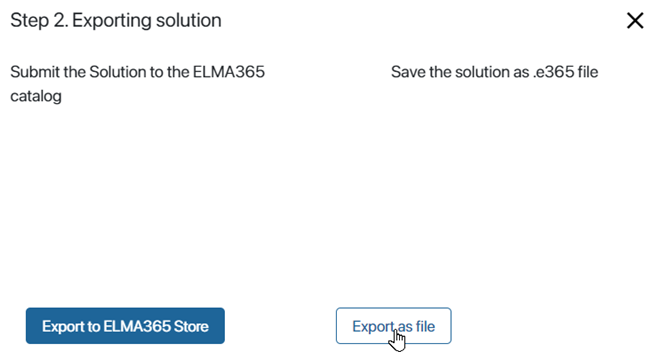 Step 2. Exporting solution
Submit the Solution to the ELMA365
catalog
Save the solution as .e365 file
Export to ELMA365 Store
Export as file